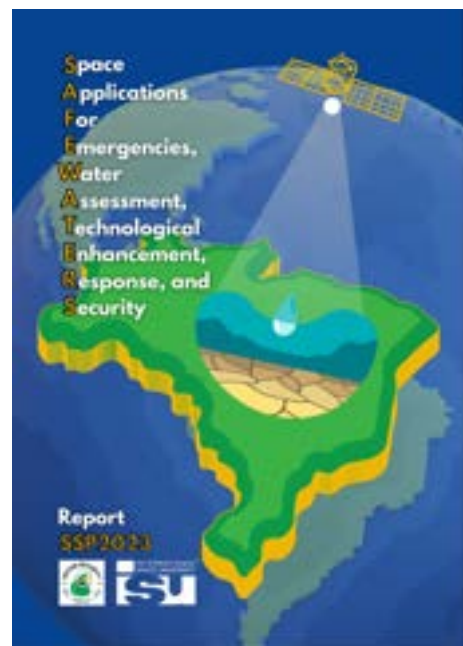 Space
Applications
For
Emergencies,
Water
Assessment,
Technological
Enhancement,
Response, and
Security
Report
SSP2023
isu